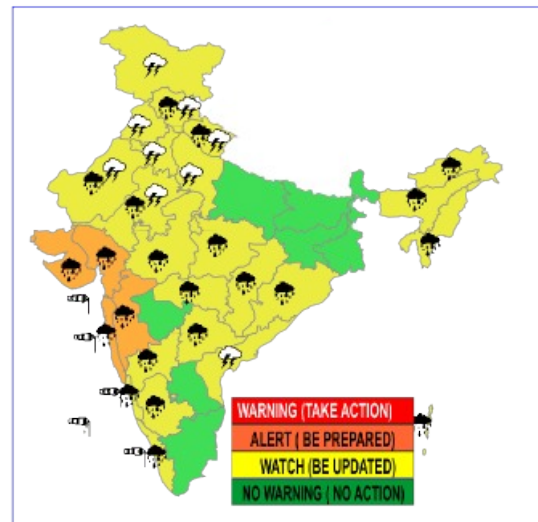 WARNING (TAKE ACTION)
ALERT ( BE PREPARED)
WATCH (BE UPDATED)
NO WARNING ( NO ACTION)